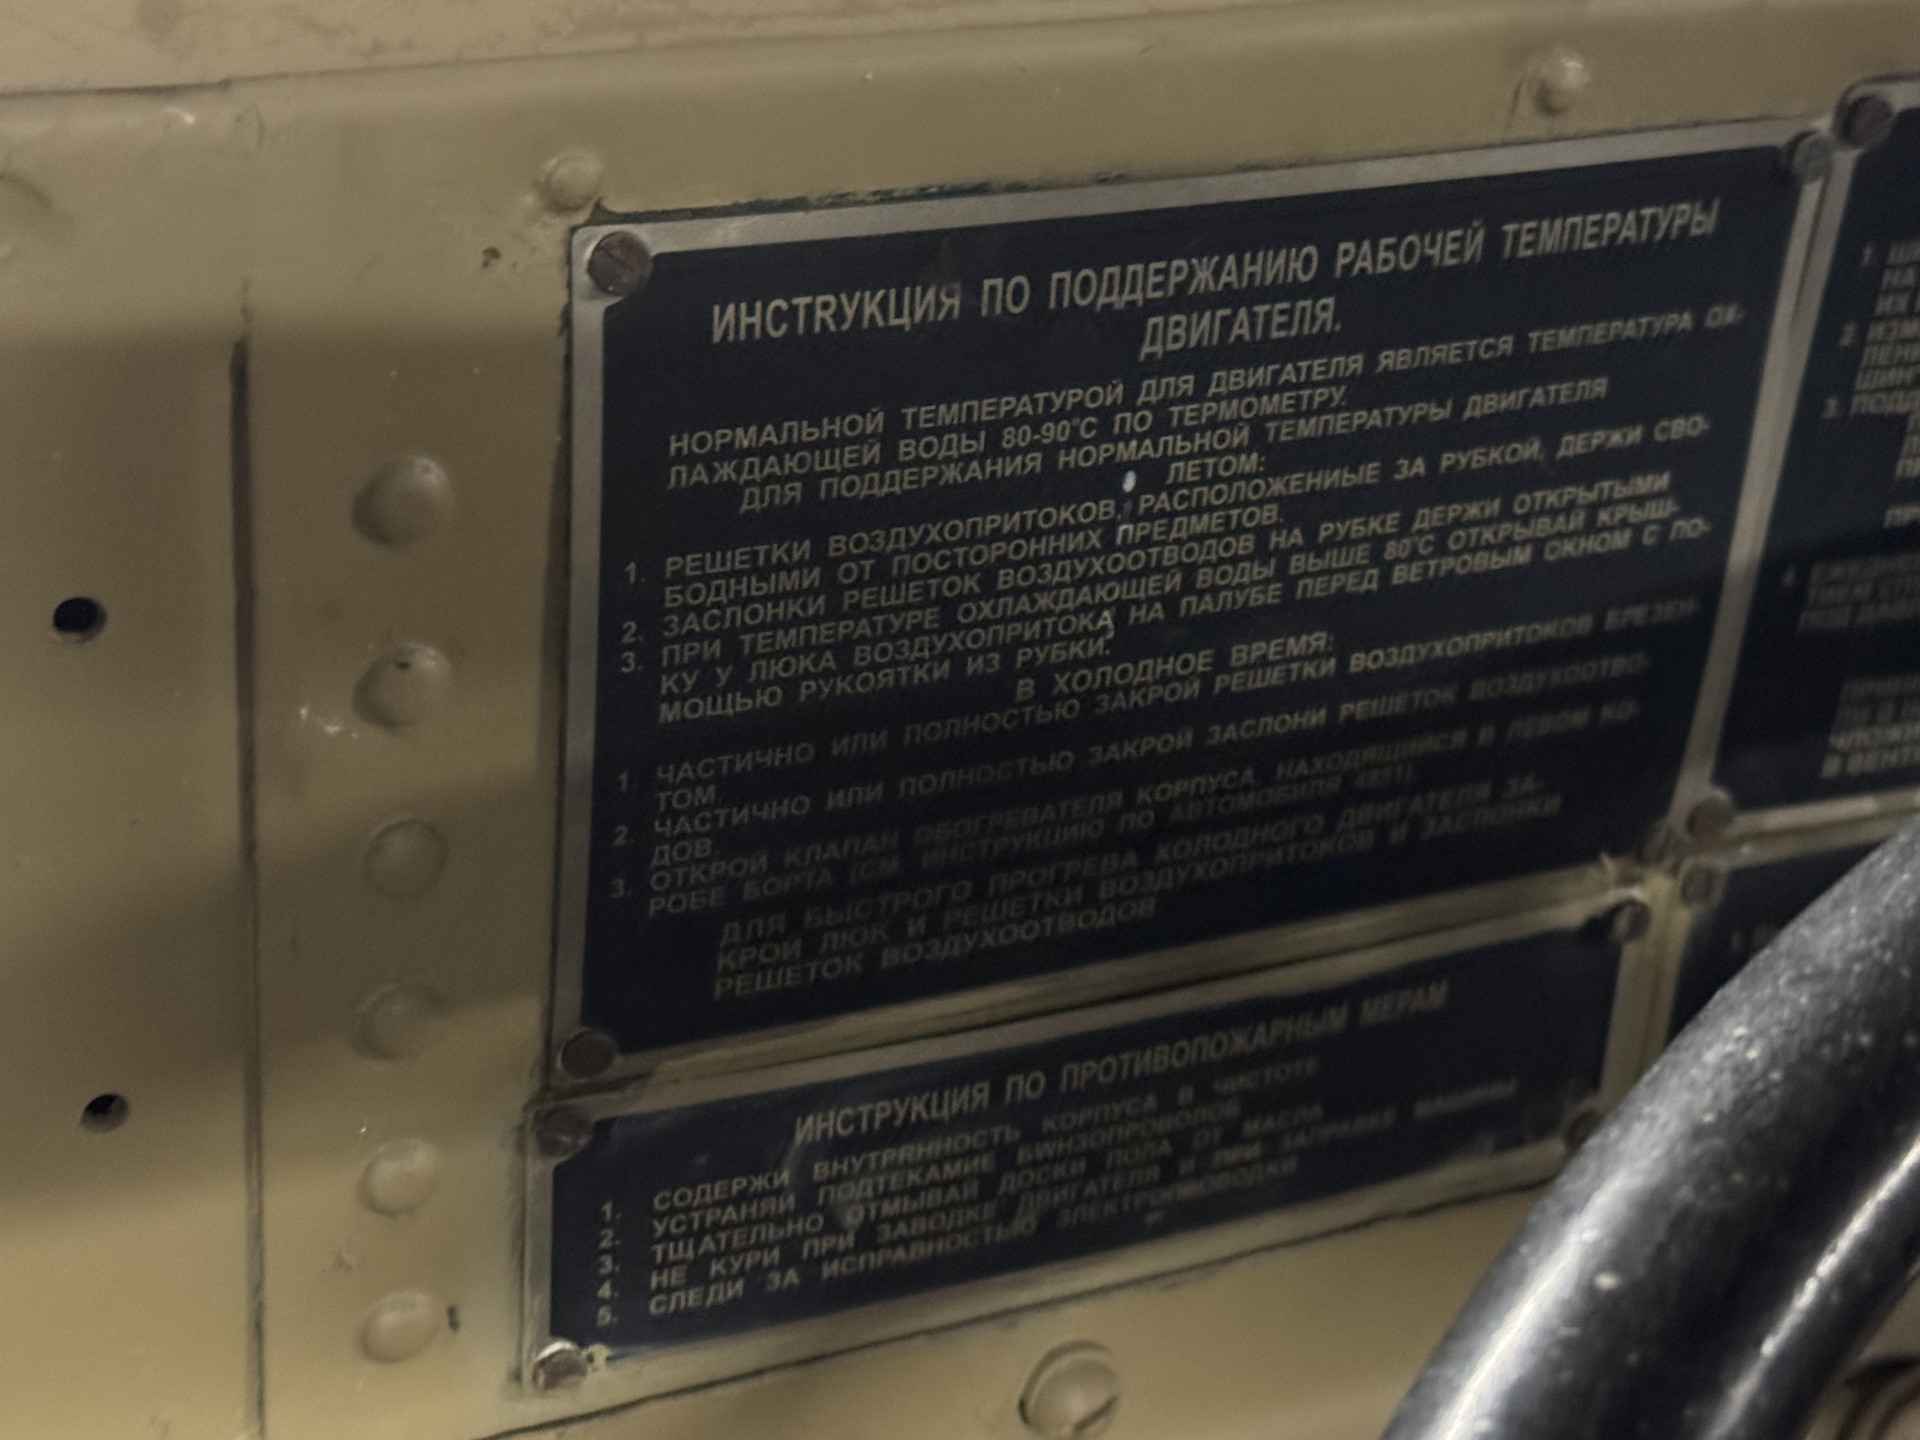 ИНСТRУКЦИЯ ПО ПОДДЕРЖАНИЮ РАБОЧЕЙ ТЕМПЕРАТУРЫ
ДВИГАТЕЛЯ.
НОРМАЛЬНОЙ ТЕМПЕРАТУРОЙ ДЛЯ ДВИГАТЕЛЯ ЯВЛЯЕТСЯ ТЕМПЕРАТУРА ОХ-
ЛАЖДАЮЩЕЙ ВОДЫ 80-90°С ПО ТЕРМОМЕТРУ.
ДЛЯ ПОДДЕРЖАНИЯ НОРМАЛЬНОЙ ТЕМПЕРАТУРЫ ДВИГАТЕЛЯ
ЛЕТОМ:
1. РЕШЕТКИ ВОЗДУХОПРИТОКОВ, РАСПОЛОЖЕННЫЕ ЗА РУБКОЙ, ДЕРЖИ СВО-
БОДНЫМИ ОТ ПОСТОРОННИХ ПРЕДМЕТОВ.
2. ЗАСЛОНКИ РЕШЕТОК ВОЗДУХООТВОДОВ НА РУБКЕ ДЕРЖИ ОТКРЫТЫМИ
3. ПРИ ТЕМПЕРАТУРЕ ОХЛАЖДАЮЩЕЙ ВОДЫ ВЫШЕ 80°С ОТКРЫВАЙ КРЫШ-
КУ У ЛЮКА ВОЗДУХОПРИТОКА НА ПАЛУБЕ ПЕРЕД ВЕТРОВЫМ ОКНОМ С ПО-
МОЩЬЮ РУКОЯТКИ ИЗ РУБКИ.
В ХОЛОДНОЕ ВРЕМЯ:
1. ЧАСТИЧНО ИЛИ ПОЛНОСТЬЮ ЗАКРОЙ РЕШЕТКИ ВОЗДУХОПРИТОКОВ БРЕЗЕН-
ТОМ.
2. ЧАСТИЧНО ИЛИ ПОЛНОСТЬЮ ЗАКРОЙ ЗАСЛОНИ РЕШЕТОК ВОЗДУХООТВО-
ДОВ.
3. ОТКРОЙ КЛАПАН ОБОГРЕВАТЕЛЯ КОРПУСА, НАХОДЯЩИЙСЯ В ЛЕВОМ КО-
РОБЕ БОРТА (СМ. ИНСТРУКЦИЮ ПО АВТОМОБИЛЯ 485).
ДЛЯ БЫСТРОГО ПРОГРЕВА ХОЛОДНОГО ДВИГАТЕЛЯ ЗА-
КРОЙ ЛЮК И РЕШЕТКИ ВОЗДУХОПРИТОКОВ И ЗАСЛОНКИ
РЕШЕТОК ВОЗДУХООТВОДОВ
ИНСТРУКЦИЯ ПО ПРОТИВОПОЖАРНЫМ МЕРАМ
1. СОДЕРЖИ ВНУТРЯННОСТЬ КОРПУСА В ЧИСТОТЕ
2. УСТРАНЯЙ ПОДТЕКАМИЕ
3. ТЩАТЕЛЬНО ОТМЫВАЙ ДОСКИ ПОЛА ОТ МАСЛА
4. НЕ КУРИ ПРИ ЗАВОДКЕ ДВИГАТЕЛЯ И ПРИ ЗАПРАВКЕ МАШИНЫ
5. СЛЕДИ ЗА ИСПРАВНОСТЬЮ ЭЛЕКТРОПРОВОДКИ